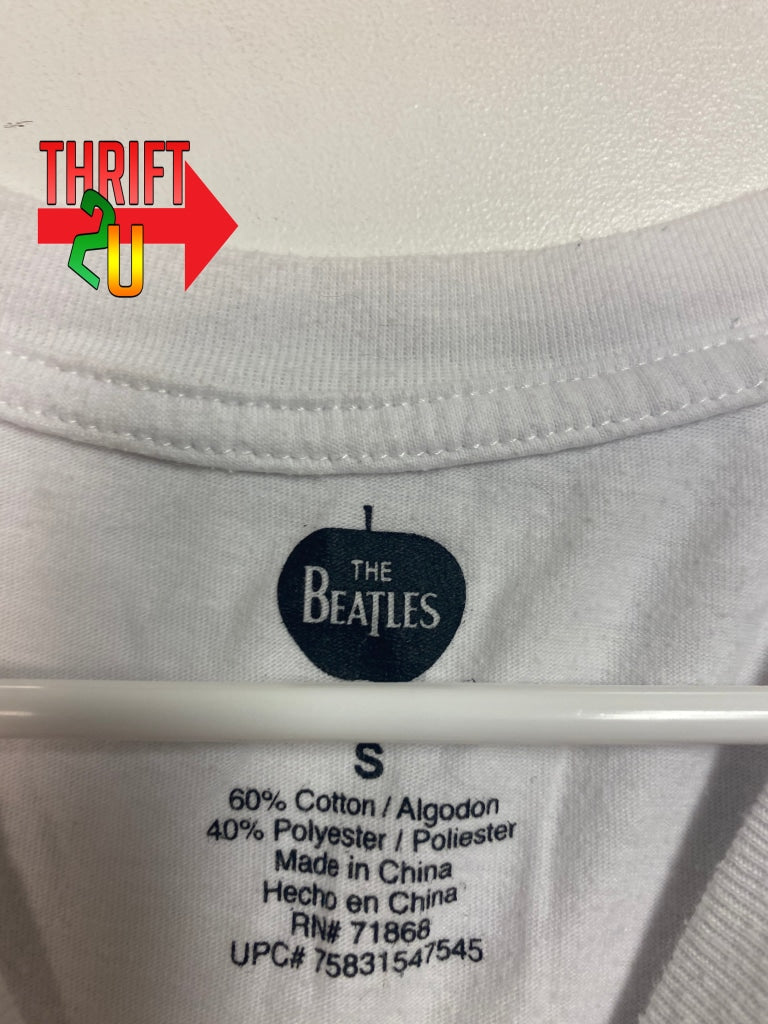 THRIFT
2U
THE
BEATLES
S
60% Cotton / Algodon
40% Polyester / Poliester
Made in China
Hecho en China
RN# 71868
UPC# 75831547545